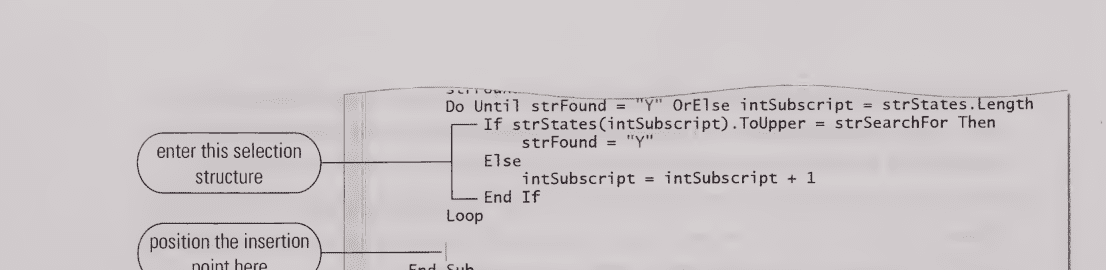 Do Until strFound = "Y" OrElse intSubscript = strStates.Length
If strStates(intSubscript).ToUpper = strSearchFor Then
strFound = "Y"
Else
intSubscript = intSubscript + 1
End If
Loop
End Sub
enter this selection
structure
position the insertion
point here